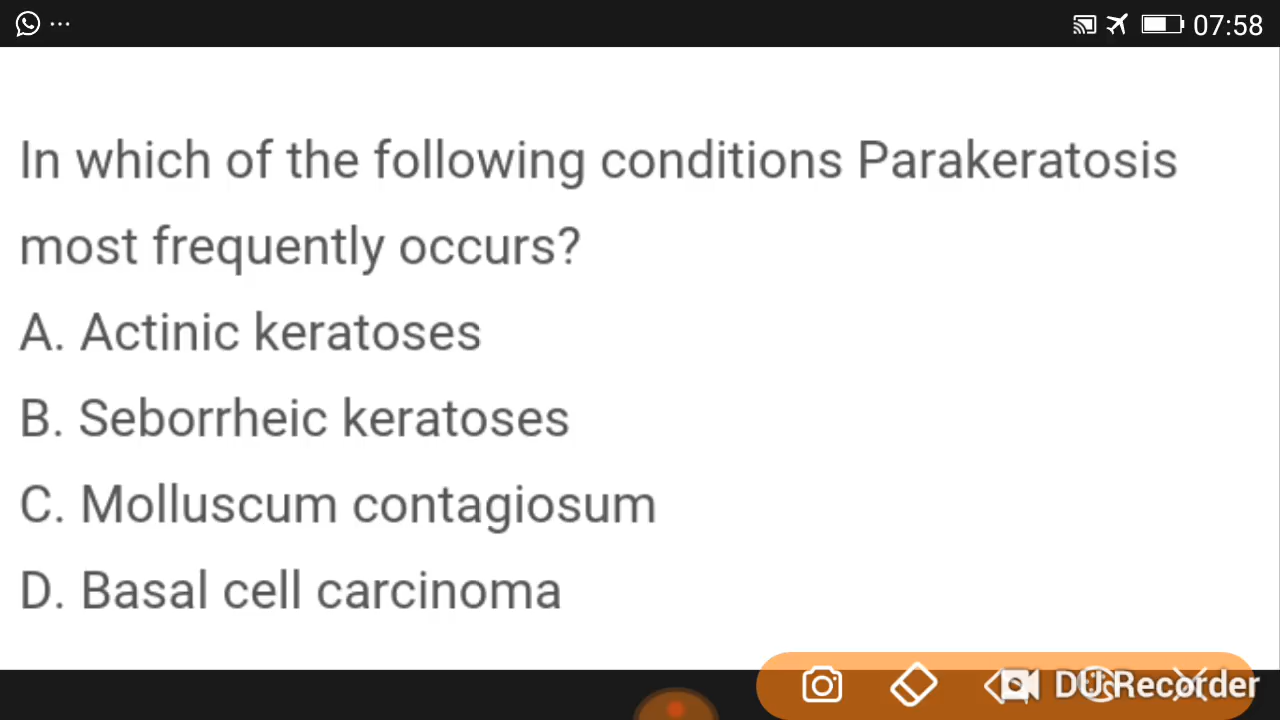 07:58
In which of the following conditions Parakeratosis
most frequently occurs?
A. Actinic keratoses
B. Seborrheic keratoses
C. Molluscum contagiosum
D. Basal cell carcinoma
DU Recorder